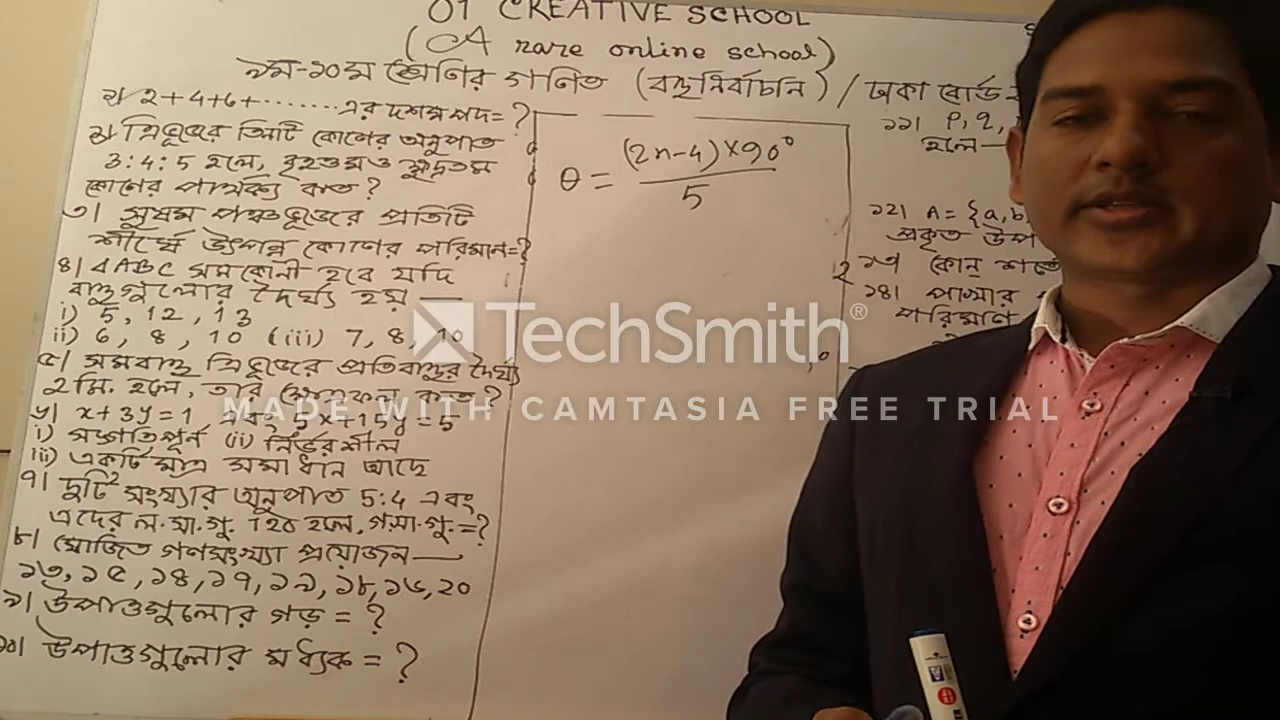 01 CREATIVE SCHOOL
(A rare online school)
৯ম-১০ম শ্রেণির গণিত (বহুনির্বাচনি) / ঢাকা বোর্ড
১। 2+4+6+........এর দশম পদ = ?
২। ত্রিভুজের তিনটি কোণের অনুপাত
3:4:5 হলে, বৃহত্তম ও ক্ষুদ্রতম
কোণের পার্থক্য কত?
৩। সুষম পঞ্চভুজের প্রতিটি
শীর্ষে উৎপন্ন কোণের পরিমান=?
৪। ∠ABC সমকোনী হবে যদি
বাহুগুলোর দৈর্ঘ্য হয় —
i) 5, 12, 13
ii) 6, 8, 10 (iii) 7, 8, 10
৫। সমবাহু ত্রিভুজের প্রতিবাহুর দৈর্ঘ্য
2 মি. হলে, তার ক্ষেত্রফল কত?
৬। x+3y=1 এবং 5x+15y=5
i) সঙ্গতিপূর্ণ (ii) নির্ভরশীল
iii) একটিমাত্র সমাধান আছে
৭। দুটি সংখ্যার অনুপাত 5:4 এবং
এদের ল.সা.গু. 120 হলে, গ.সা.গু.=?
৮। যোজিত গণসংখ্যা প্রয়োজন—
১৩, ১৫, ১৪, ১৭, ১৯, ১৮, ১৬, ২০
৯। উপাত্তগুলোর গড় = ?
১০। উপাত্তগুলোর মধ্যক = ?
θ = (2n-4)×90°
5
১১। P, q,
হলে—
১২। A = {a, b,
প্রকৃত উপ
১৩। কোন শর্তে
১৪। পাশার
পরিমাণ
TechSmith®
MADE WITH CAMTASIA FREE TRIAL